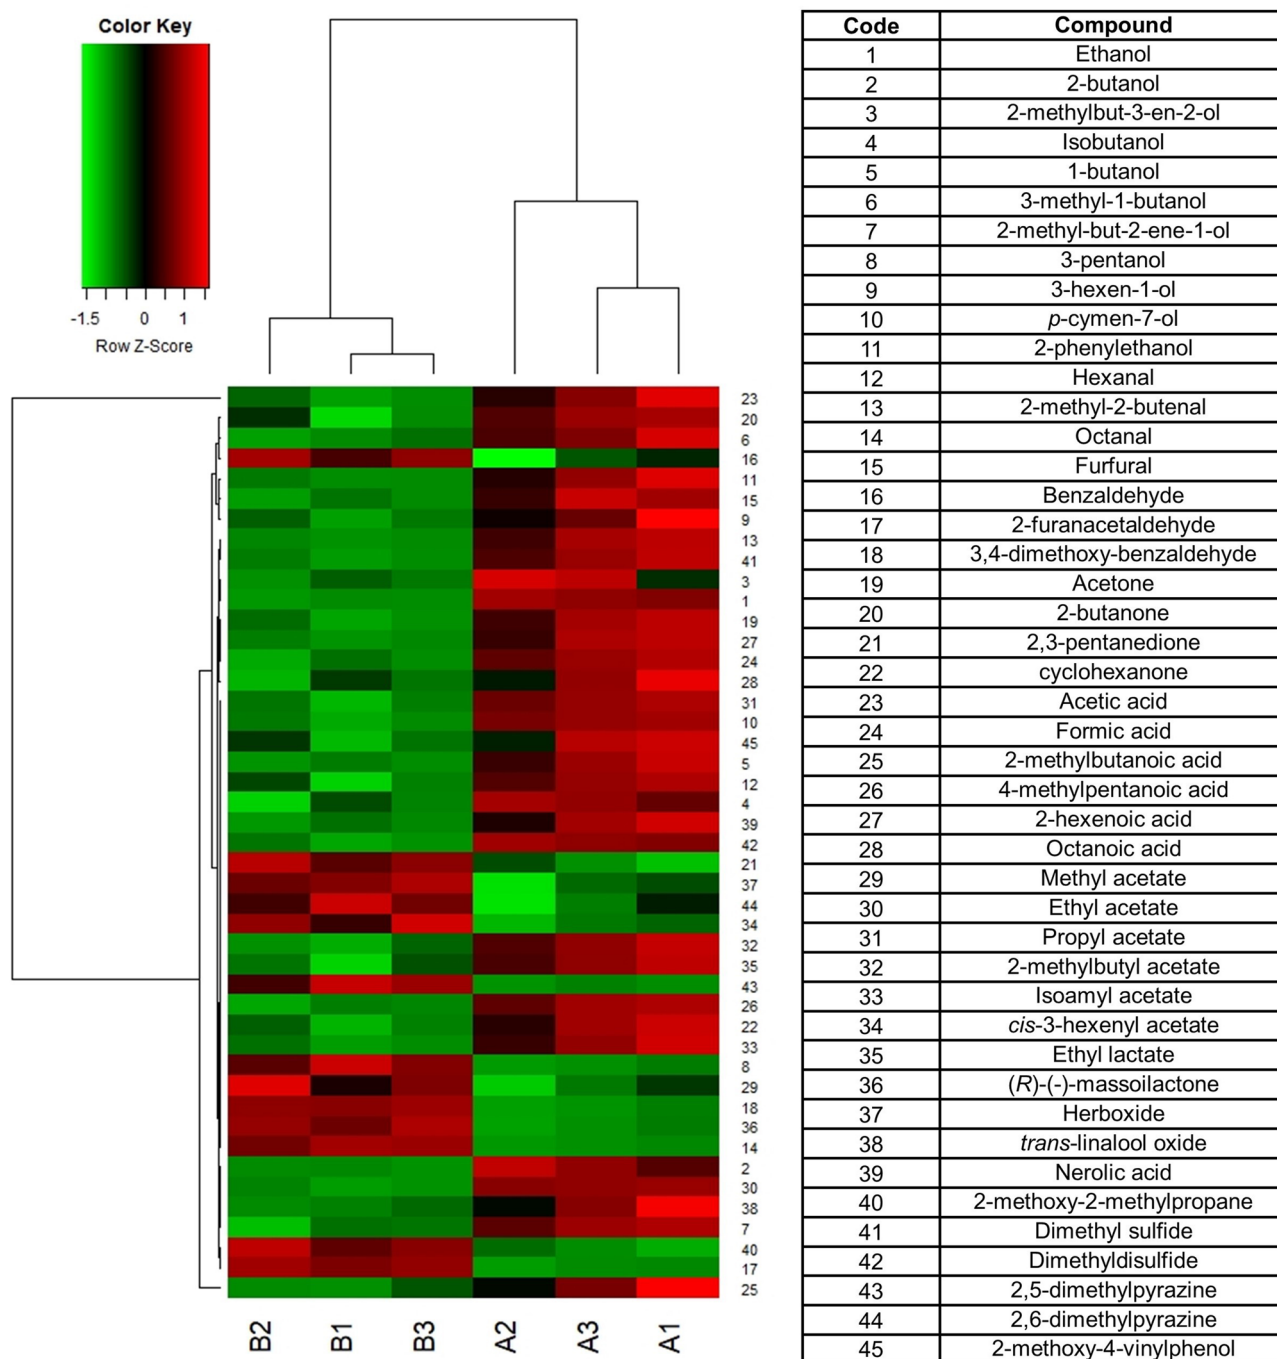 Color Key
-1.5 0 1
Row Z-Score
23
20
6
16
11
15
9
13
41
3
1
19
27
24
28
31
10
45
5
12
4
39
42
21
37
44
34
32
35
43
26
22
33
8
29
18
36
14
2
30
38
7
40
17
25
B2 B1 B3 A2 A3 A1
Code Compound
1 Ethanol
2 2-butanol
3 2-methylbut-3-en-2-ol
4 Isobutanol
5 1-butanol
6 3-methyl-1-butanol
7 2-methyl-but-2-ene-1-ol
8 3-pentanol
9 3-hexen-1-ol
10 p-cymen-7-ol
11 2-phenylethanol
12 Hexanal
13 2-methyl-2-butenal
14 Octanal
15 Furfural
16 Benzaldehyde
17 2-furanacetaldehyde
18 3,4-dimethoxy-benzaldehyde
19 Acetone
20 2-butanone
21 2,3-pentanedione
22 cyclohexanone
23 Acetic acid
24 Formic acid
25 2-methylbutanoic acid
26 4-methylpentanoic acid
27 2-hexenoic acid
28 Octanoic acid
29 Methyl acetate
30 Ethyl acetate
31 Propyl acetate
32 2-methylbutyl acetate
33 Isoamyl acetate
34 cis-3-hexenyl acetate
35 Ethyl lactate
36 (R)-(-)-massoilactone
37 Herboxide
38 trans-linalool oxide
39 Nerolic acid
40 2-methoxy-2-methylpropane
41 Dimethyl sulfide
42 Dimethyldisulfide
43 2,5-dimethylpyrazine
44 2,6-dimethylpyrazine
45 2-methoxy-4-vinylphenol